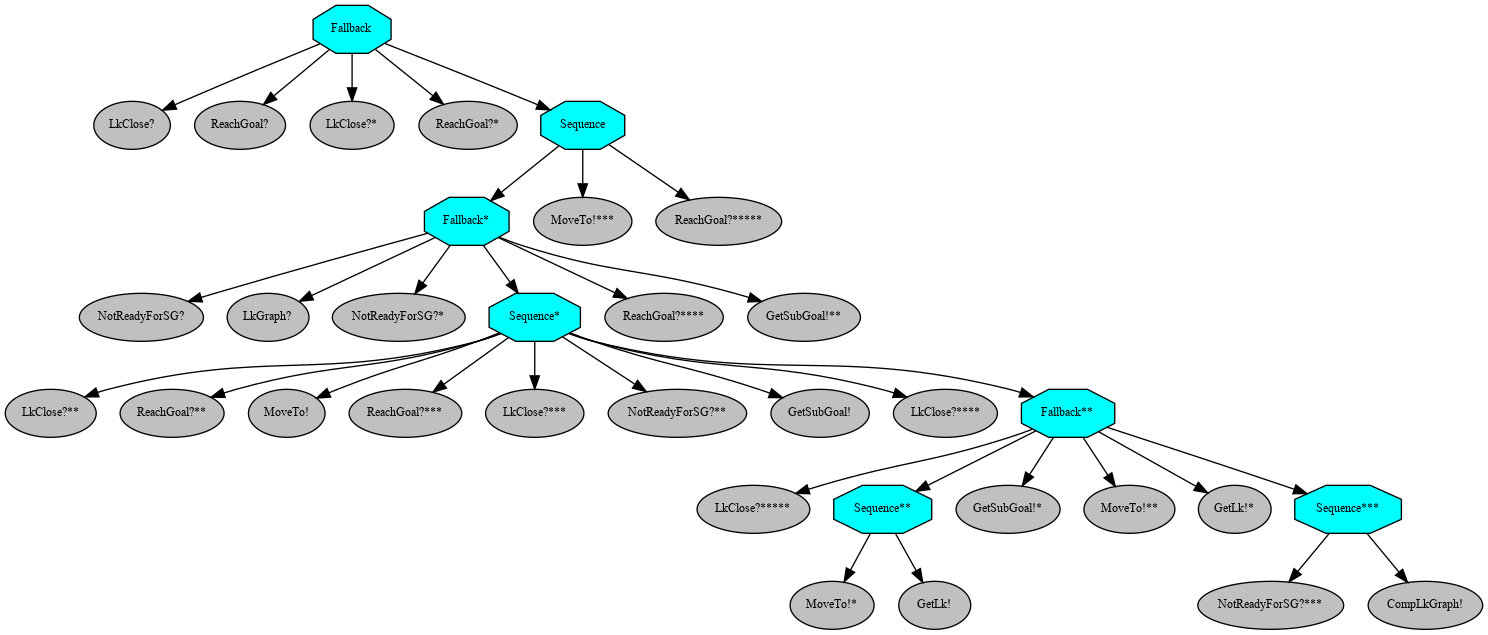 Fallback
LkClose?
ReachGoal?
LkClose?*
ReachGoal?*
Sequence
Fallback*
MoveTo!***
ReachGoal?*****
NotReadyForSG?
LkGraph?
NotReadyForSG?*
Sequence*
ReachGoal?****
GetSubGoal!**
LkClose?**
ReachGoal?**
MoveTo!
ReachGoal?***
LkClose?***
NotReadyForSG?**
GetSubGoal!
LkClose?****
Fallback**
LkClose?*****
Sequence**
GetSubGoal!*
MoveTo!**
GetLk!*
Sequence***
MoveTo!*
GetLk!
NotReadyForSG?***
CompLkGraph!